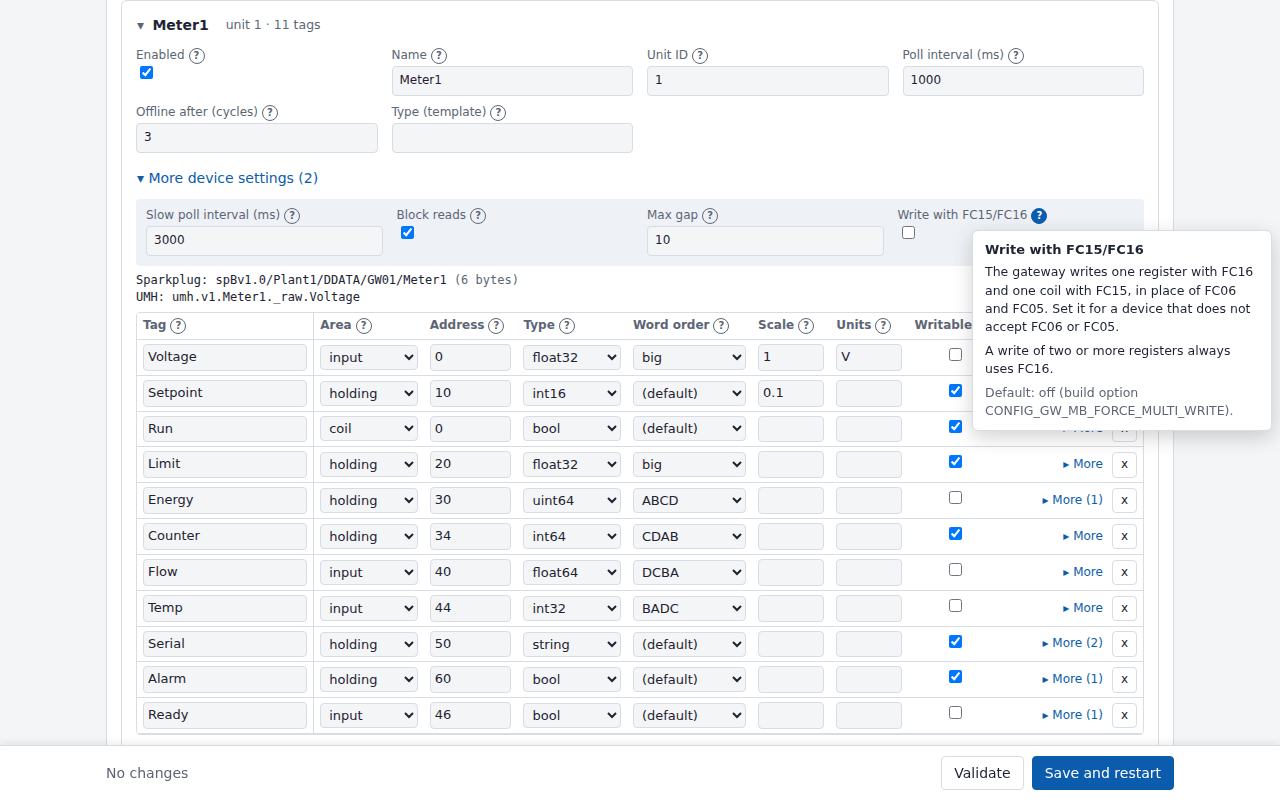 ▾ Meter1 unit 1 · 11 tags
Enabled ? Name ? Unit ID ? Poll interval (ms) ?
Meter1 1 1000
Offline after (cycles) ? Type (template) ?
3
▾ More device settings (2)
Slow poll interval (ms) ? Block reads ? Max gap ? Write with FC15/FC16 ?
3000 10
Write with FC15/FC16
The gateway writes one register with FC16
and one coil with FC15, in place of FC06
and FC05. Set it for a device that does not
accept FC06 or FC05.
A write of two or more registers always
uses FC16.
Default: off (build option
CONFIG_GW_MB_FORCE_MULTI_WRITE).
Sparkplug: spBv1.0/Plant1/DDATA/GW01/Meter1 (6 bytes)
UMH: umh.v1.Meter1._raw.Voltage
Tag ? Area ? Address ? Type ? Word order ? Scale ? Units ? Writable
Voltage input 0 float32 big 1 V
Setpoint holding 10 int16 (default) 0.1
Run coil 0 bool (default)
Limit holding 20 float32 big ▸ More x
Energy holding 30 uint64 ABCD ▸ More (1) x
Counter holding 34 int64 CDAB ▸ More x
Flow input 40 float64 DCBA ▸ More x
Temp input 44 int32 BADC ▸ More x
Serial holding 50 string (default) ▸ More (2) x
Alarm holding 60 bool (default) ▸ More (1) x
Ready input 46 bool (default) ▸ More (1) x
No changes Validate Save and restart